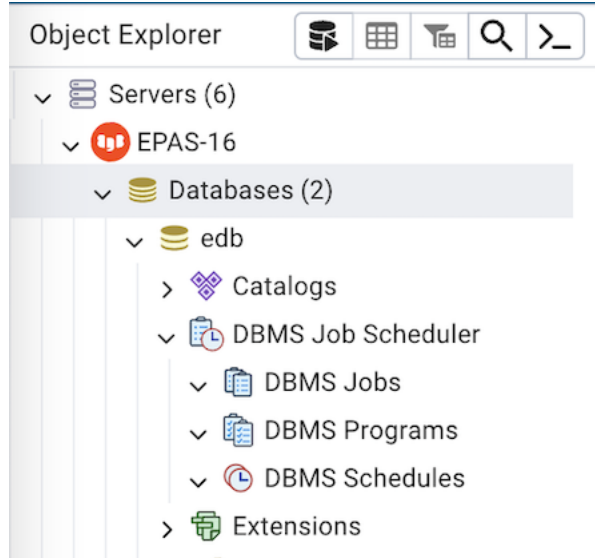 Object Explorer
Servers (6)
EPAS-16
Databases (2)
edb
Catalogs
DBMS Job Scheduler
DBMS Jobs
DBMS Programs
DBMS Schedules
Extensions